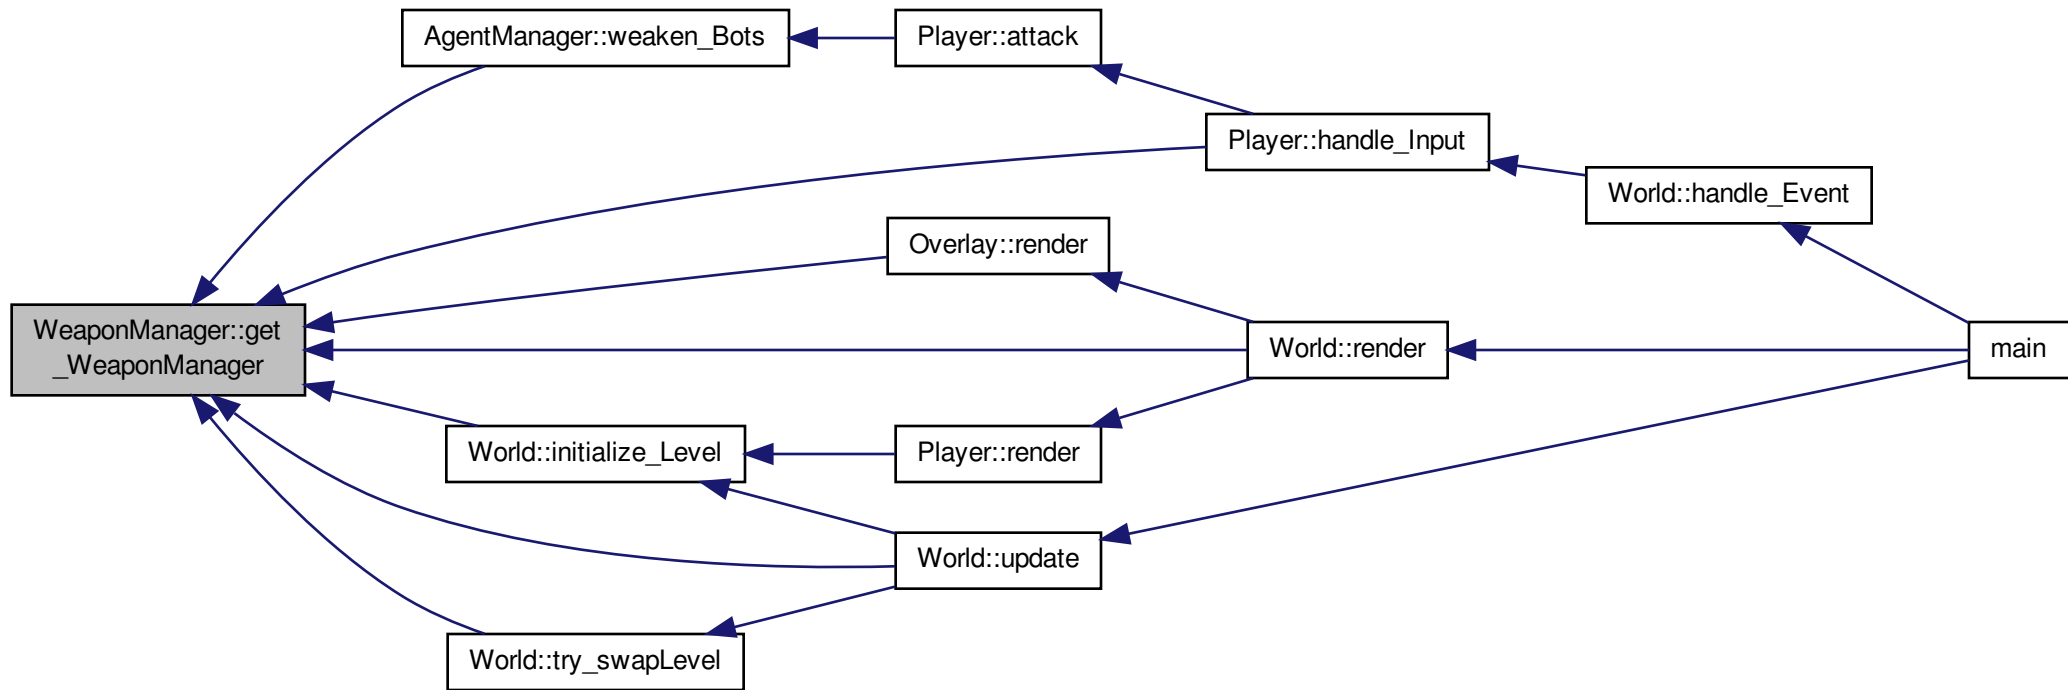 AgentManager::weaken_Bots
Player::attack
Player::handle_Input
World::handle_Event
Overlay::render
WeaponManager::get
_WeaponManager
World::render
main
World::initialize_Level
Player::render
World::update
World::try_swapLevel